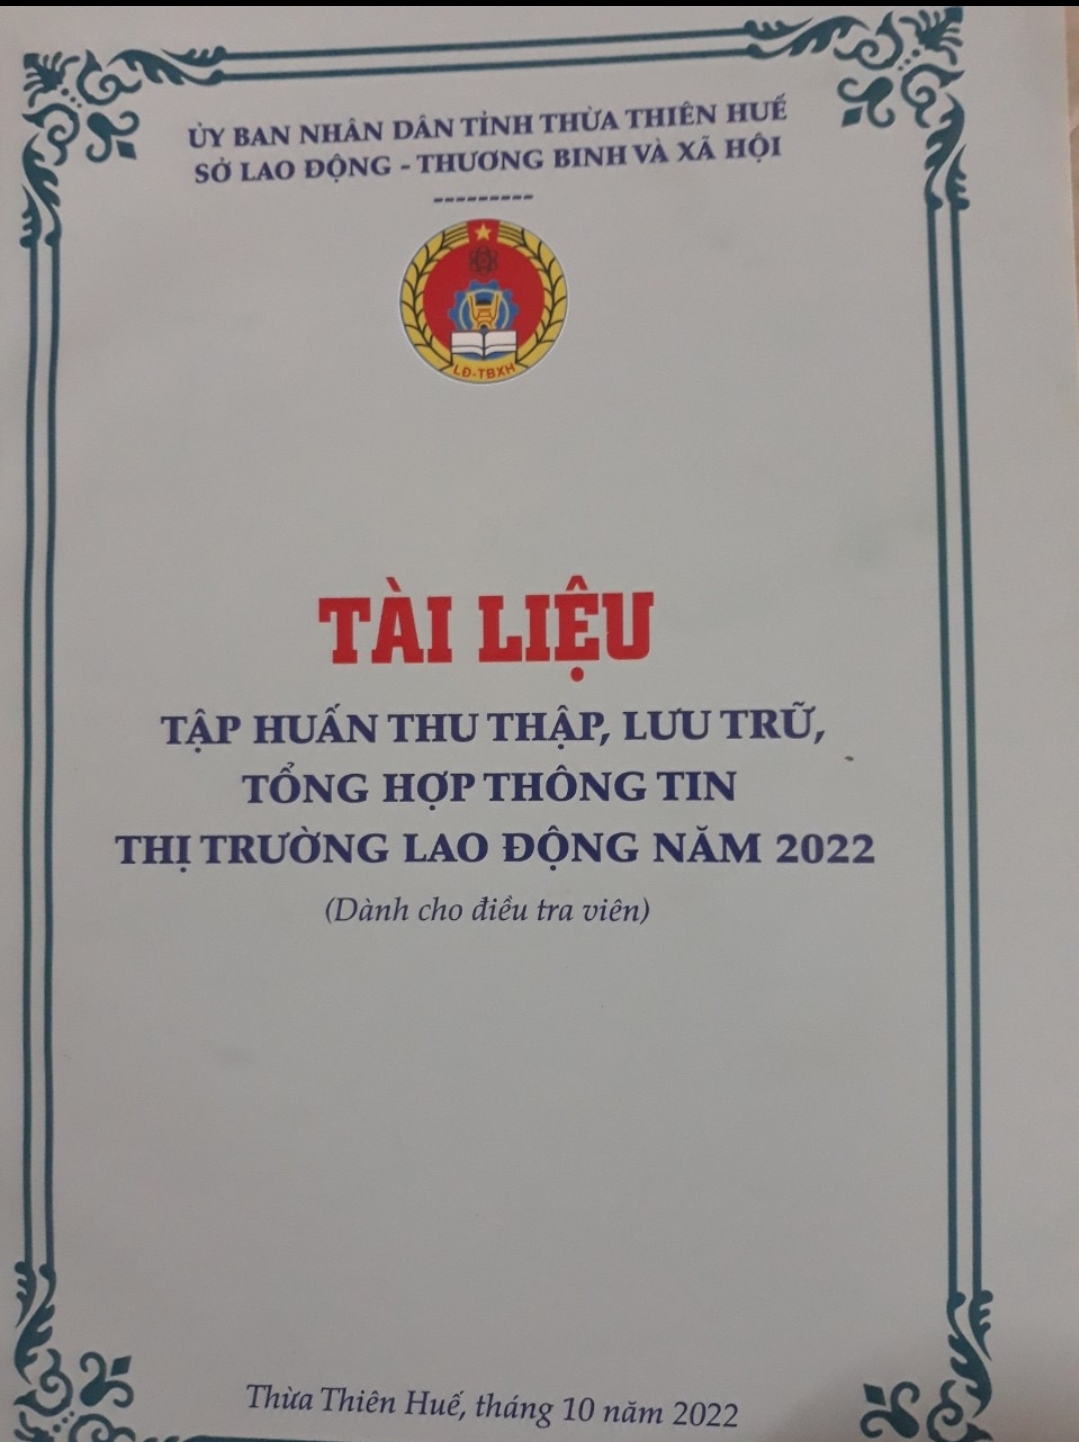 ỦY BAN NHÂN DÂN TỈNH THỪA THIÊN HUẾ
SỞ LAO ĐỘNG - THƯƠNG BINH VÀ XÃ HỘI
---------
LĐ-TBXH
TÀI LIỆU
TẬP HUẤN THU THẬP, LƯU TRỮ,
TỔNG HỢP THÔNG TIN
THỊ TRƯỜNG LAO ĐỘNG NĂM 2022
(Dành cho điều tra viên)
Thừa Thiên Huế, tháng 10 năm 2022